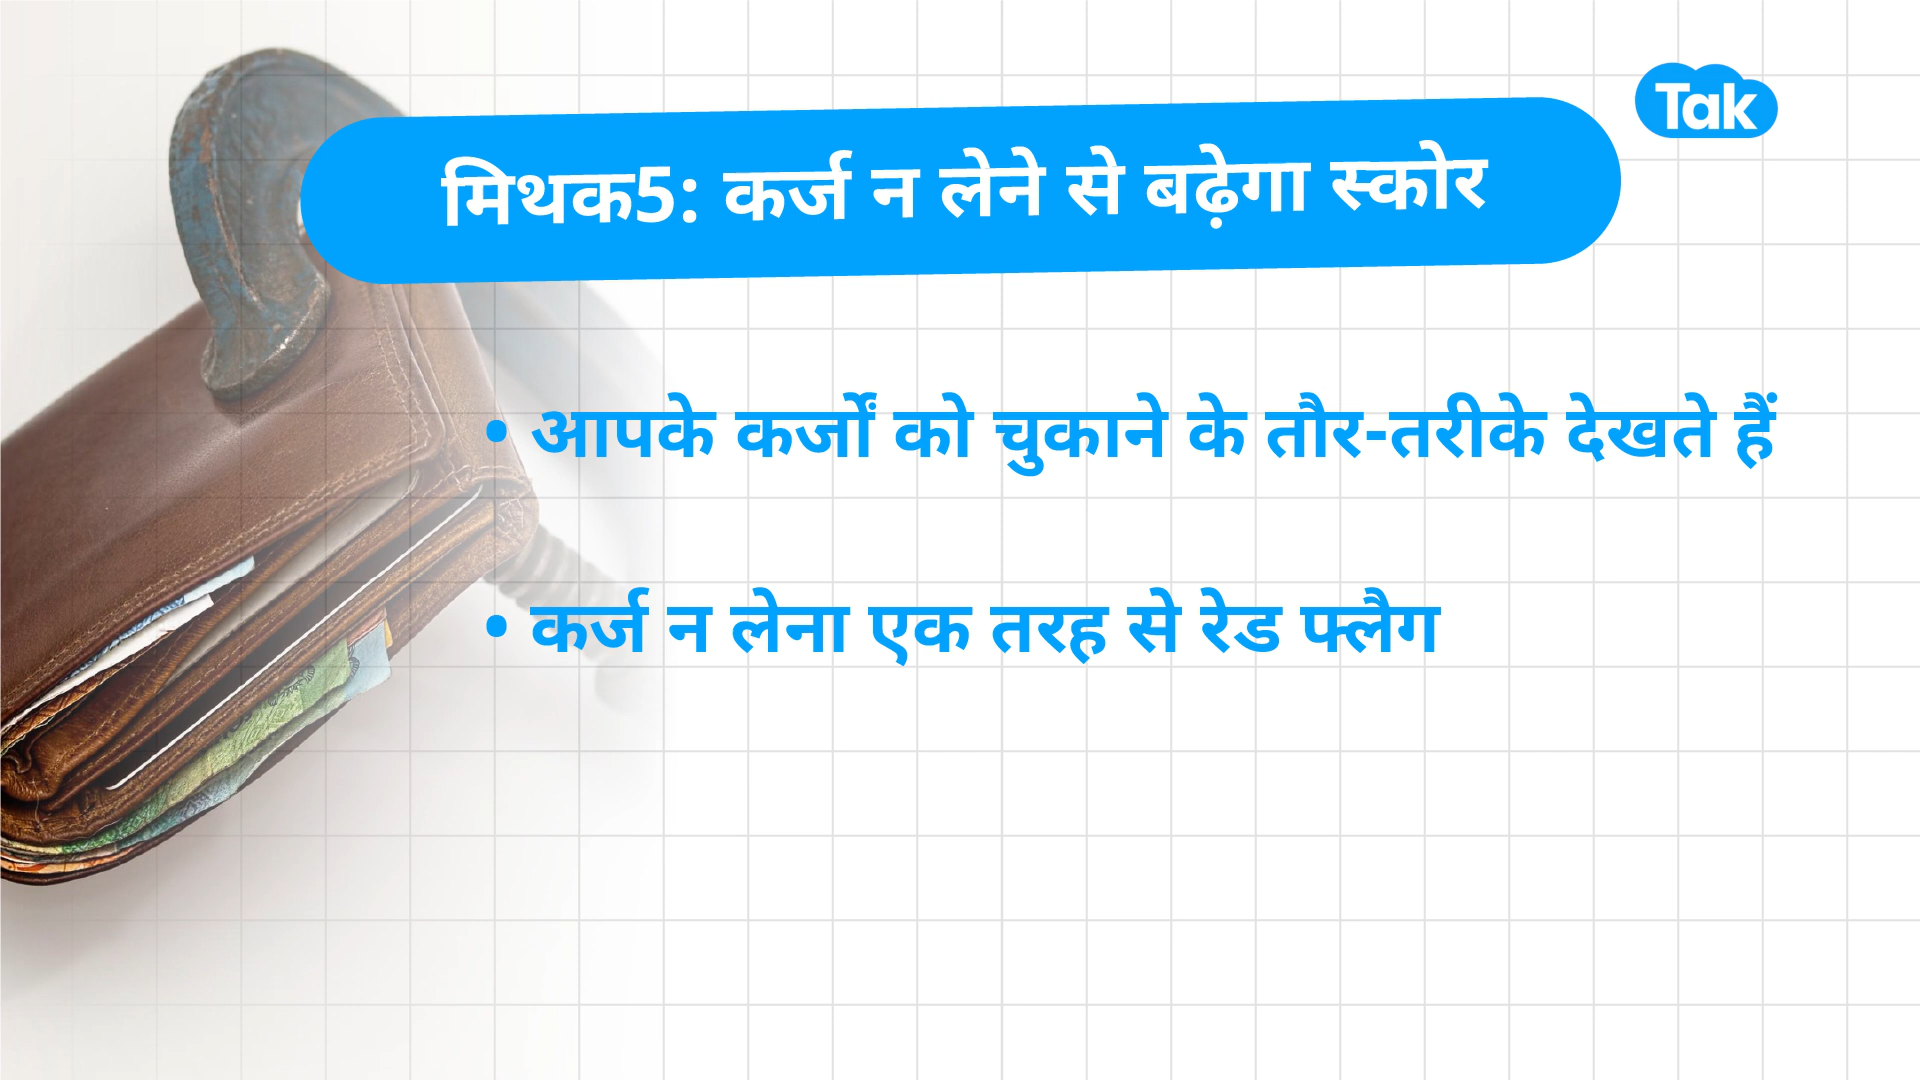 Tak
मिथक5: कर्ज न लेने से बढ़ेगा स्कोर
• आपके कर्जों को चुकाने के तौर-तरीके देखते हैं
• कर्ज न लेना एक तरह से रेड फ्लैग